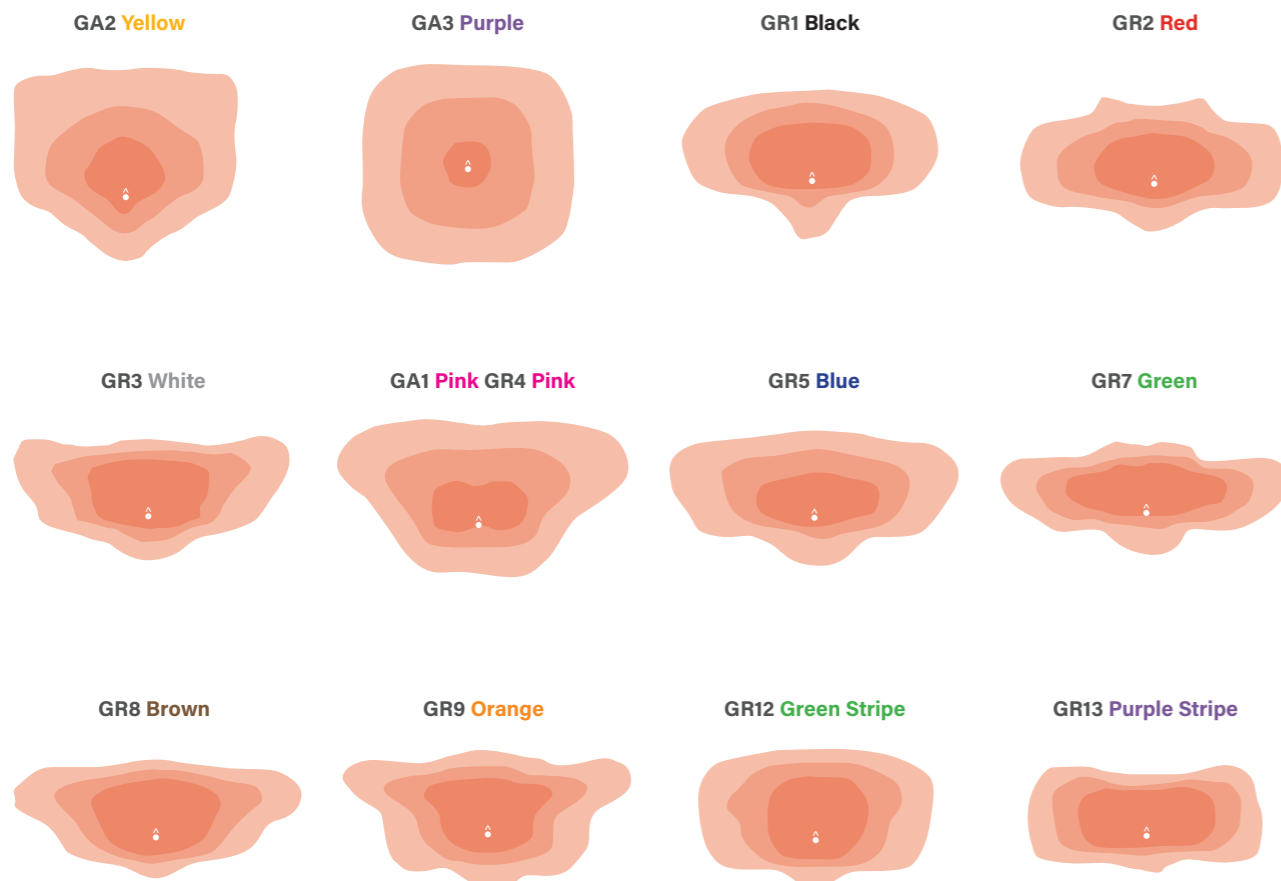 GA2 Yellow
GA3 Purple
GR1 Black
GR2 Red
GR3 White
GA1 Pink GR4 Pink
GR5 Blue
GR7 Green
GR8 Brown
GR9 Orange
GR12 Green Stripe
GR13 Purple Stripe